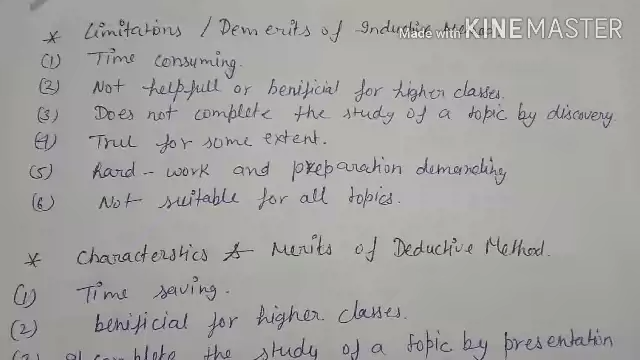 * Limitations / Demerits of Inductive
Made with KINEMASTER
(1) Time consuming.
(2) Not helpfull or benificial for higher classes.
(3) Does not complete the study of a topic by discovery
(4) True for some extent.
(5) Hard - work and preparation demanding
(6) Not suitable for all topics.
* Characterstics & Merits of Deductive Method.
(1) Time saving.
(2) benificial for higher classes.
complete the study of a topic by presentation